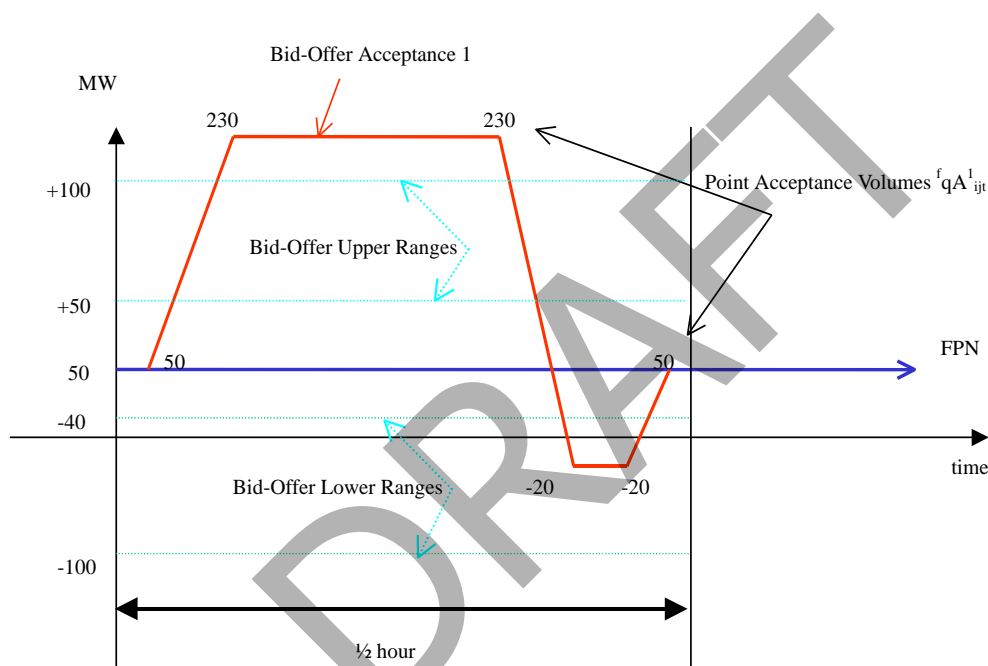 Bid-Offer Acceptance 1
MW
230
230
+100
Point Acceptance Volumes ᶠqA¹ᵢⱼₜ
Bid-Offer Upper Ranges
+50
FPN
50
50
50
-40
time
Bid-Offer Lower Ranges
-20
-20
-100
½ hour
DRAFT